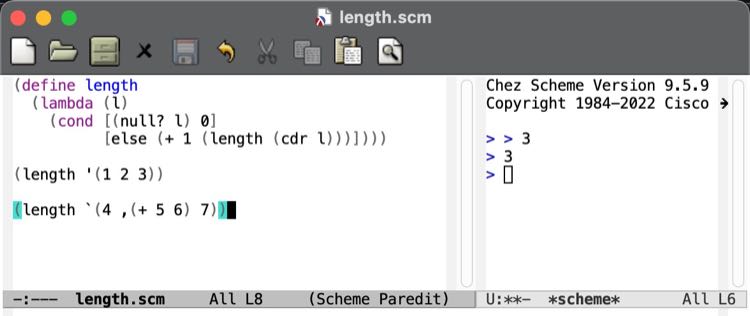 length.scm
(define length
  (lambda (l)
    (cond [(null? l) 0]
          [else (+ 1 (length (cdr l)))])))
(length '(1 2 3))
(length `(4 ,(+ 5 6) 7))
-:---  length.scm     All L8     (Scheme Paredit)
Chez Scheme Version 9.5.9
Copyright 1984-2022 Cisco
> > 3
> 3
>
U:**-  *scheme*       All L6